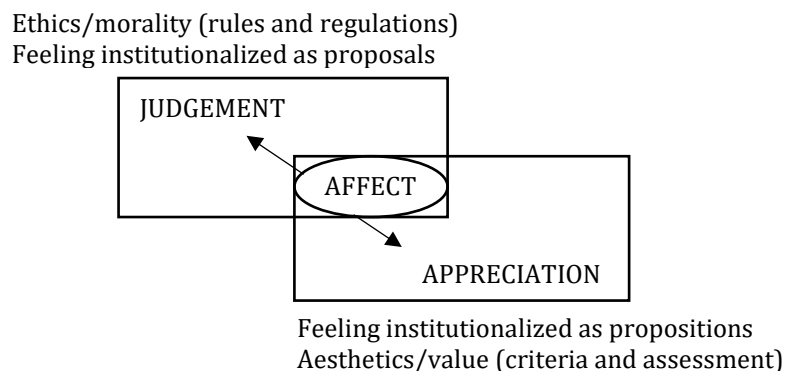 Ethics/morality (rules and regulations)
Feeling institutionalized as proposals
JUDGEMENT
AFFECT
APPRECIATION
Feeling institutionalized as propositions
Aesthetics/value (criteria and assessment)